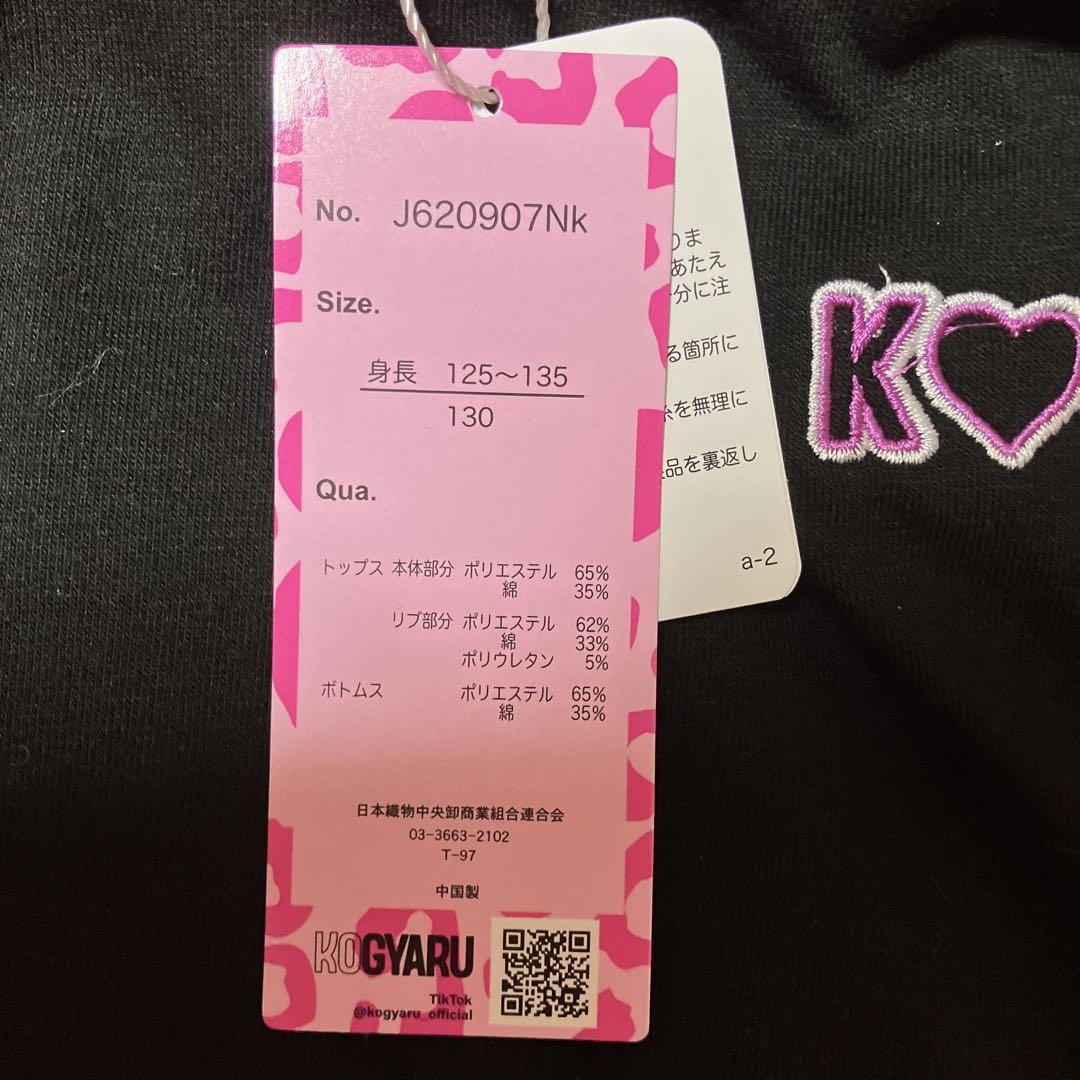 No. J620907Nk
Size.
身長 125～135
130
Qua.
トップス 本体部分 ポリエステル 65%
綿 35%
リブ部分 ポリエステル 62%
綿 33%
ポリウレタン 5%
ボトムス ポリエステル 65%
綿 35%
日本織物中央卸商業組合連合会
03-3663-2102
T-97
中国製
KOGYARU
TikTok
@kogyaru_official
りま
あたえ
分に注
る箇所に
糸を無理に
品を裏返し
a-2
K